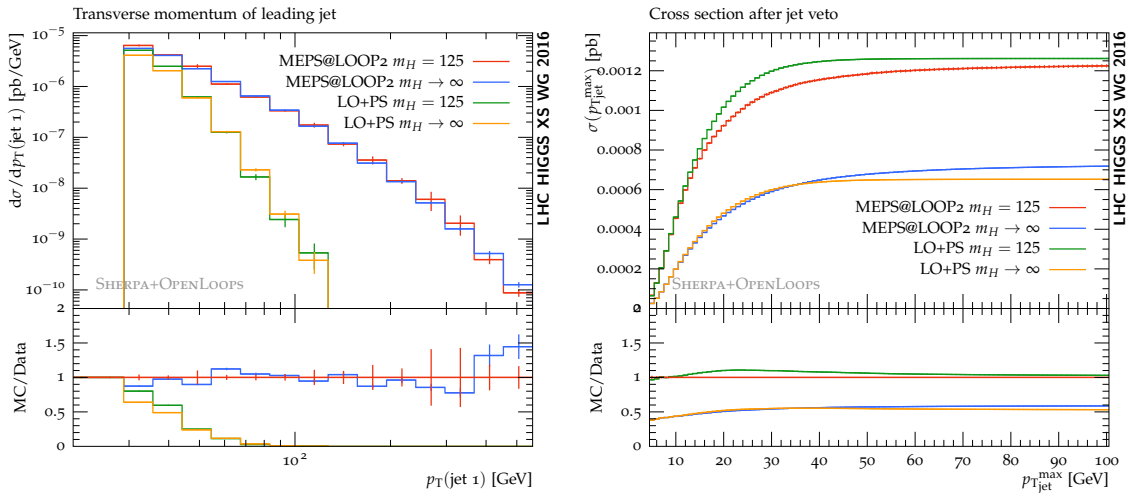 Transverse momentum of leading jet
dσ/dp_T(jet 1) [pb/GeV]
10^−5
10^−6
10^−7
10^−8
10^−9
10^−10
MEPS@LOOP2 m_H = 125
MEPS@LOOP2 m_H → ∞
LO+PS m_H = 125
LO+PS m_H → ∞
SHERPA+OPENLOOPS
LHC HIGGS XS WG 2016
MC/Data
2
1
0
10^2
p_T(jet 1) [GeV]
Cross section after jet veto
σ(p_T jet^max) [pb]
0.0012
0.001
0.0008
0.0006
0.0004
0.0002
0
MEPS@LOOP2 m_H = 125
MEPS@LOOP2 m_H → ∞
LO+PS m_H = 125
LO+PS m_H → ∞
SHERPA+OPENLOOPS
LHC HIGGS XS WG 2016
MC/Data
2
1.5
1
0.5
0
10 20 30 40 50 60 70 80 90 100
p_T jet^max [GeV]